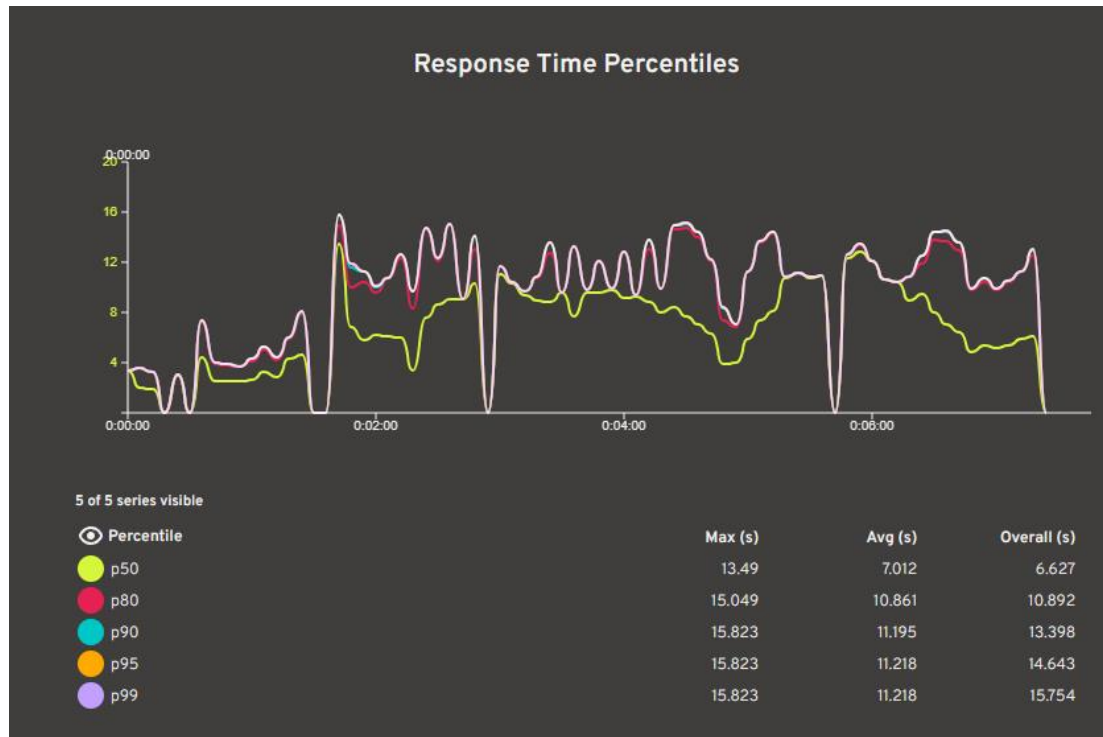 Response Time Percentiles
0:00:00
20
16
12
8
4
0:00:00 0:02:00 0:04:00 0:06:00
5 of 5 series visible
Percentile Max (s) Avg (s) Overall (s)
p50 13.49 7.012 6.627
p80 15.049 10.861 10.892
p90 15.823 11.195 13.398
p95 15.823 11.218 14.643
p99 15.823 11.218 15.754